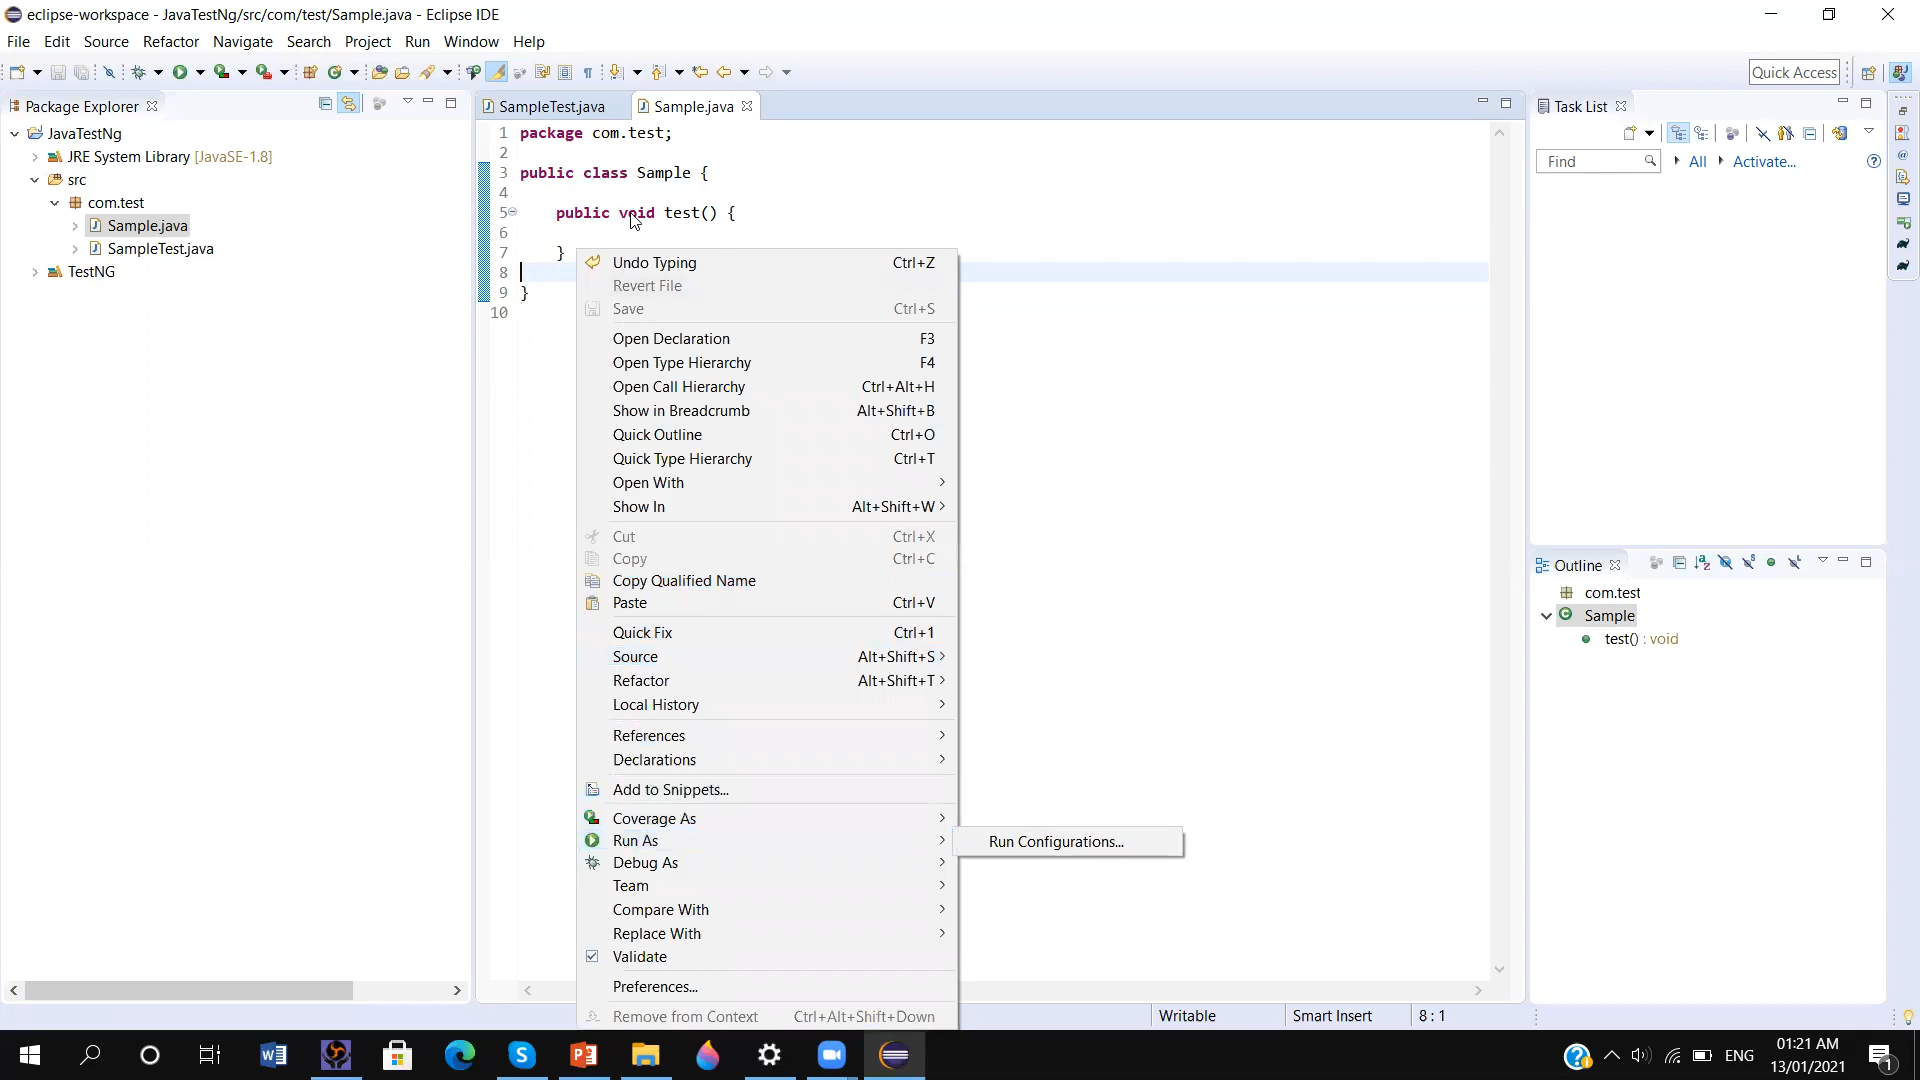 eclipse-workspace - JavaTestNg/src/com/test/Sample.java - Eclipse IDE
File Edit Source Refactor Navigate Search Project Run Window Help
Quick Access
Package Explorer
JavaTestNg
JRE System Library [JavaSE-1.8]
src
com.test
Sample.java
SampleTest.java
TestNG
SampleTest.java
Sample.java
1 package com.test;
2
3 public class Sample {
4
5 public void test() {
6
7 }
8
9 }
10
Undo Typing Ctrl+Z
Revert File
Save Ctrl+S
Open Declaration F3
Open Type Hierarchy F4
Open Call Hierarchy Ctrl+Alt+H
Show in Breadcrumb Alt+Shift+B
Quick Outline Ctrl+O
Quick Type Hierarchy Ctrl+T
Open With
Show In Alt+Shift+W
Cut Ctrl+X
Copy Ctrl+C
Copy Qualified Name
Paste Ctrl+V
Quick Fix Ctrl+1
Source Alt+Shift+S
Refactor Alt+Shift+T
Local History
References
Declarations
Add to Snippets...
Coverage As
Run As
Debug As
Team
Compare With
Replace With
Validate
Preferences...
Remove from Context Ctrl+Alt+Shift+Down
Run Configurations...
Task List
Find All Activate...
Outline
com.test
Sample
test() : void
Writable Smart Insert 8 : 1
ENG
01:21 AM
13/01/2021
1